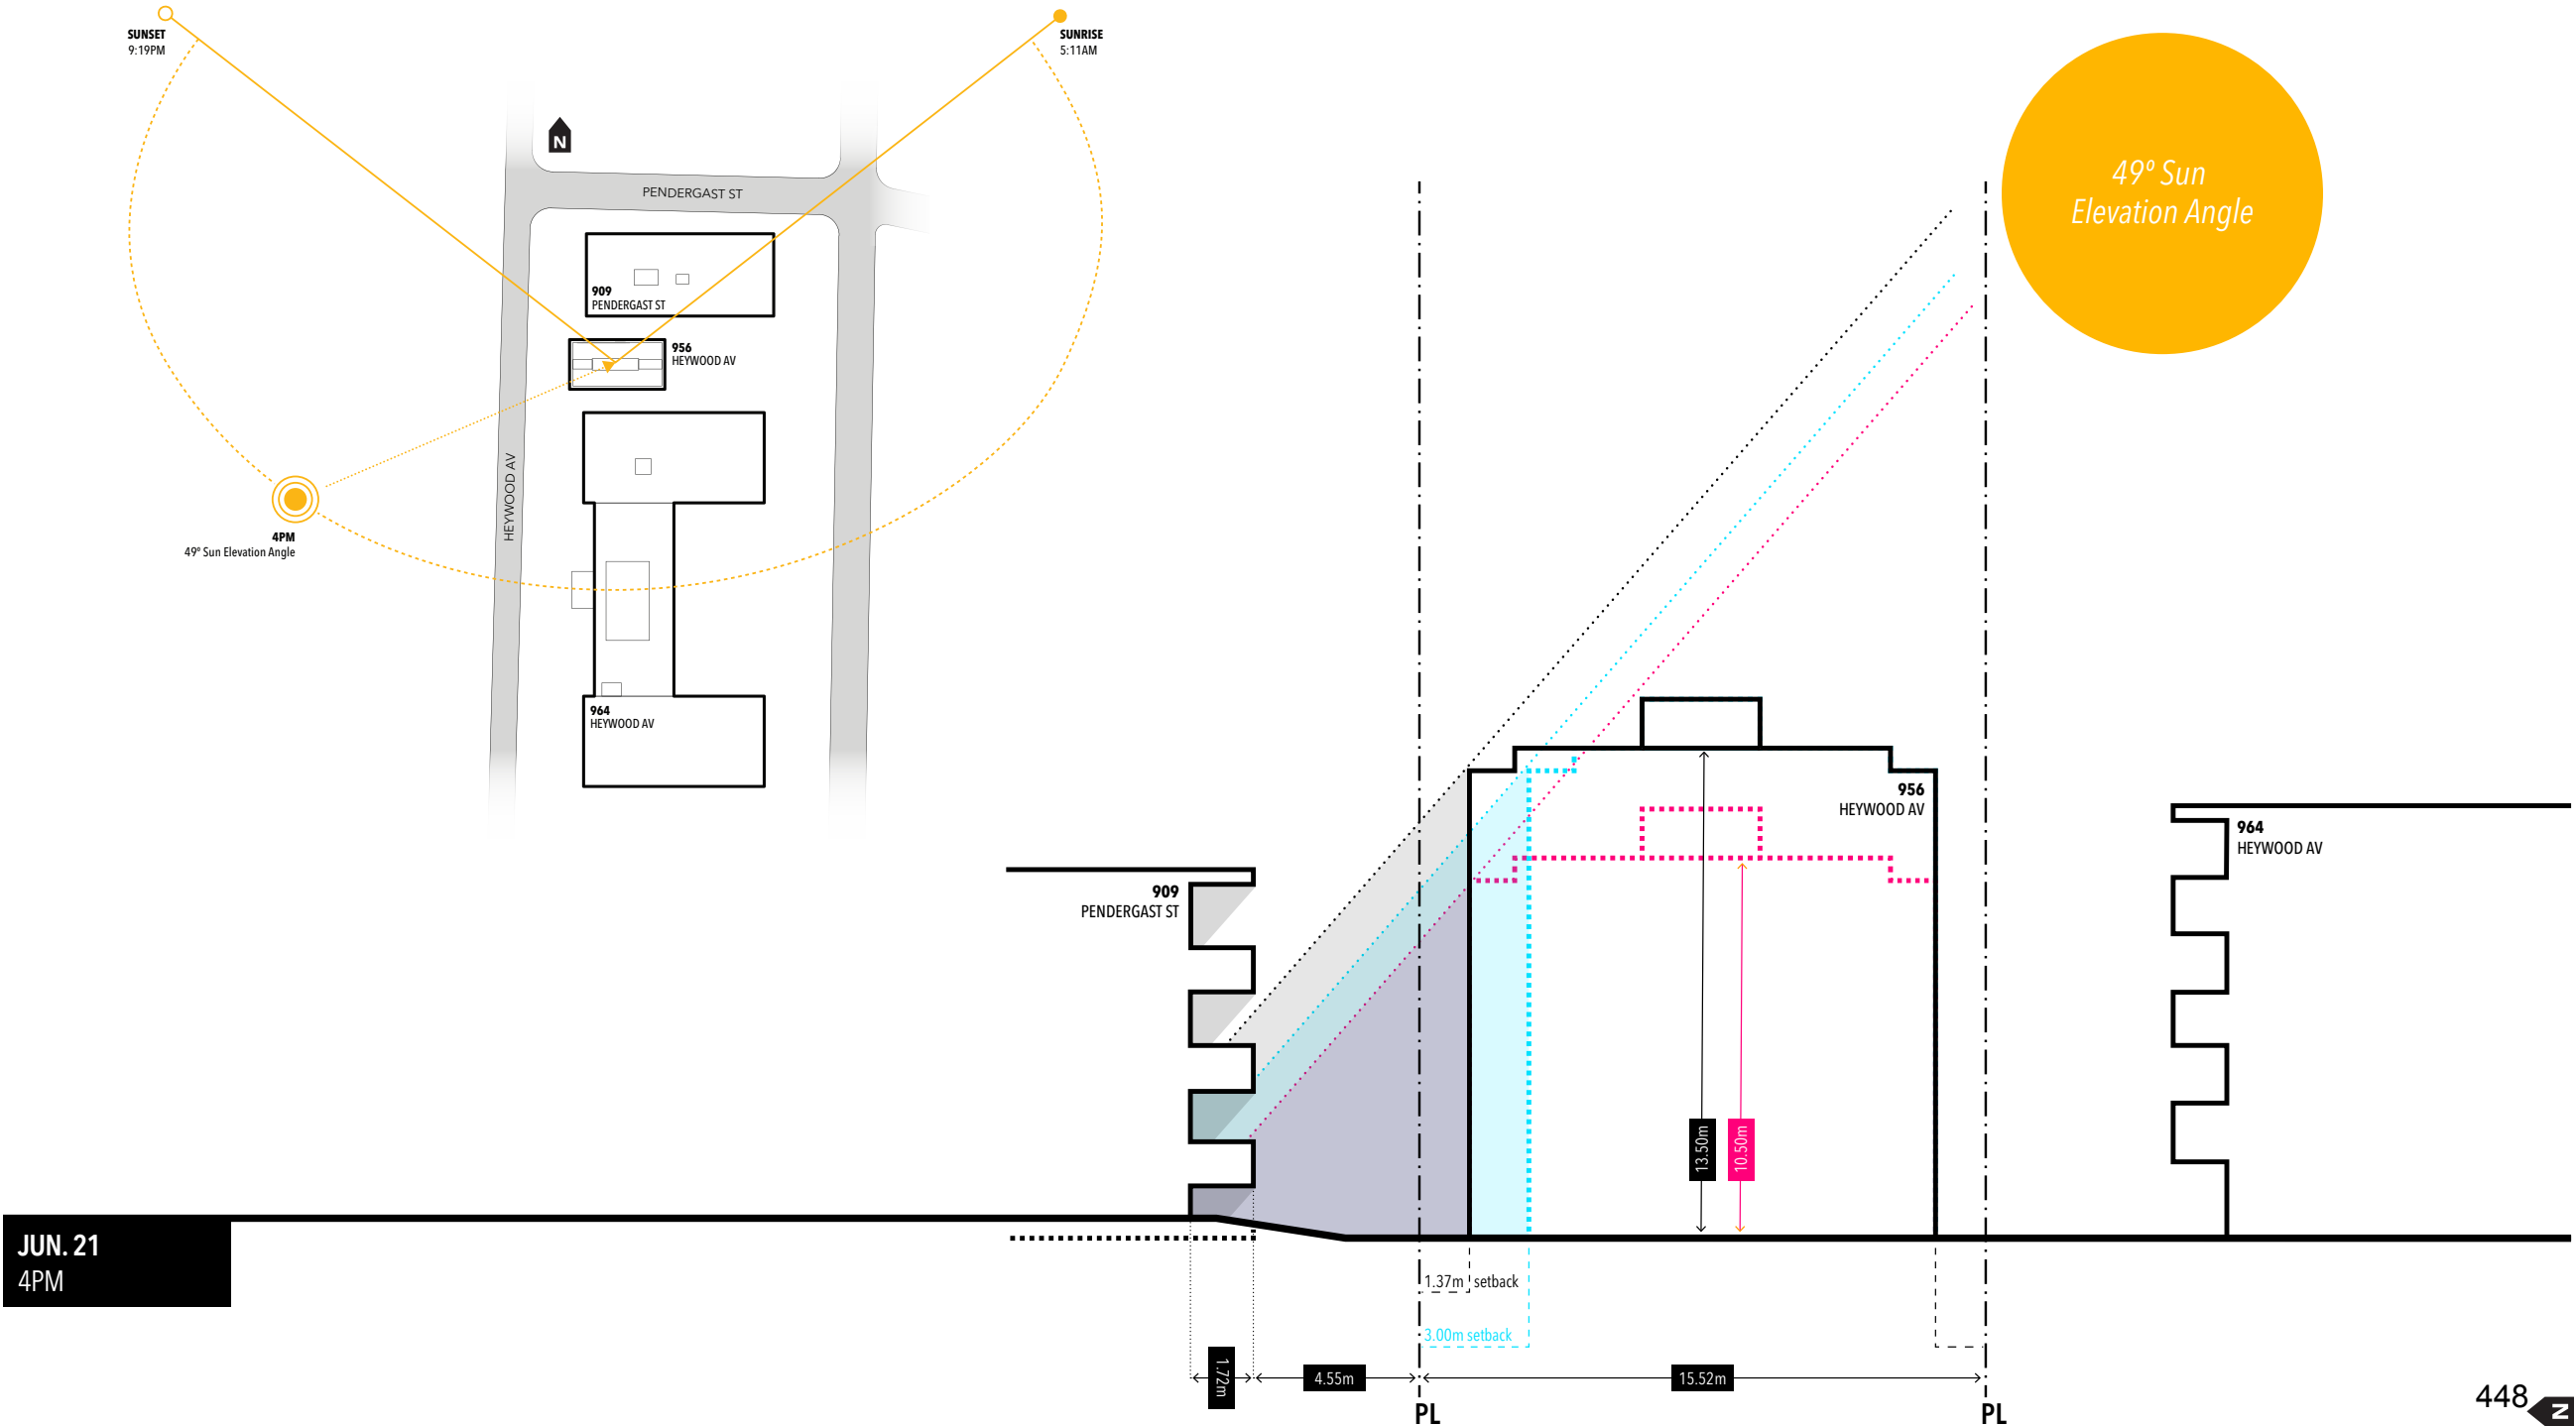 SUNSET
9:19PM
SUNRISE
5:11AM
N
PENDERGAST ST
909
PENDERGAST ST
956
HEYWOOD AV
HEYWOOD AV
4PM
49º Sun Elevation Angle
964
HEYWOOD AV
49º Sun
Elevation Angle
956
HEYWOOD AV
964
HEYWOOD AV
909
PENDERGAST ST
13.50m
10.50m
JUN. 21
4PM
1.37m setback
3.00m setback
1.72m
4.55m
15.52m
PL
PL
448
N